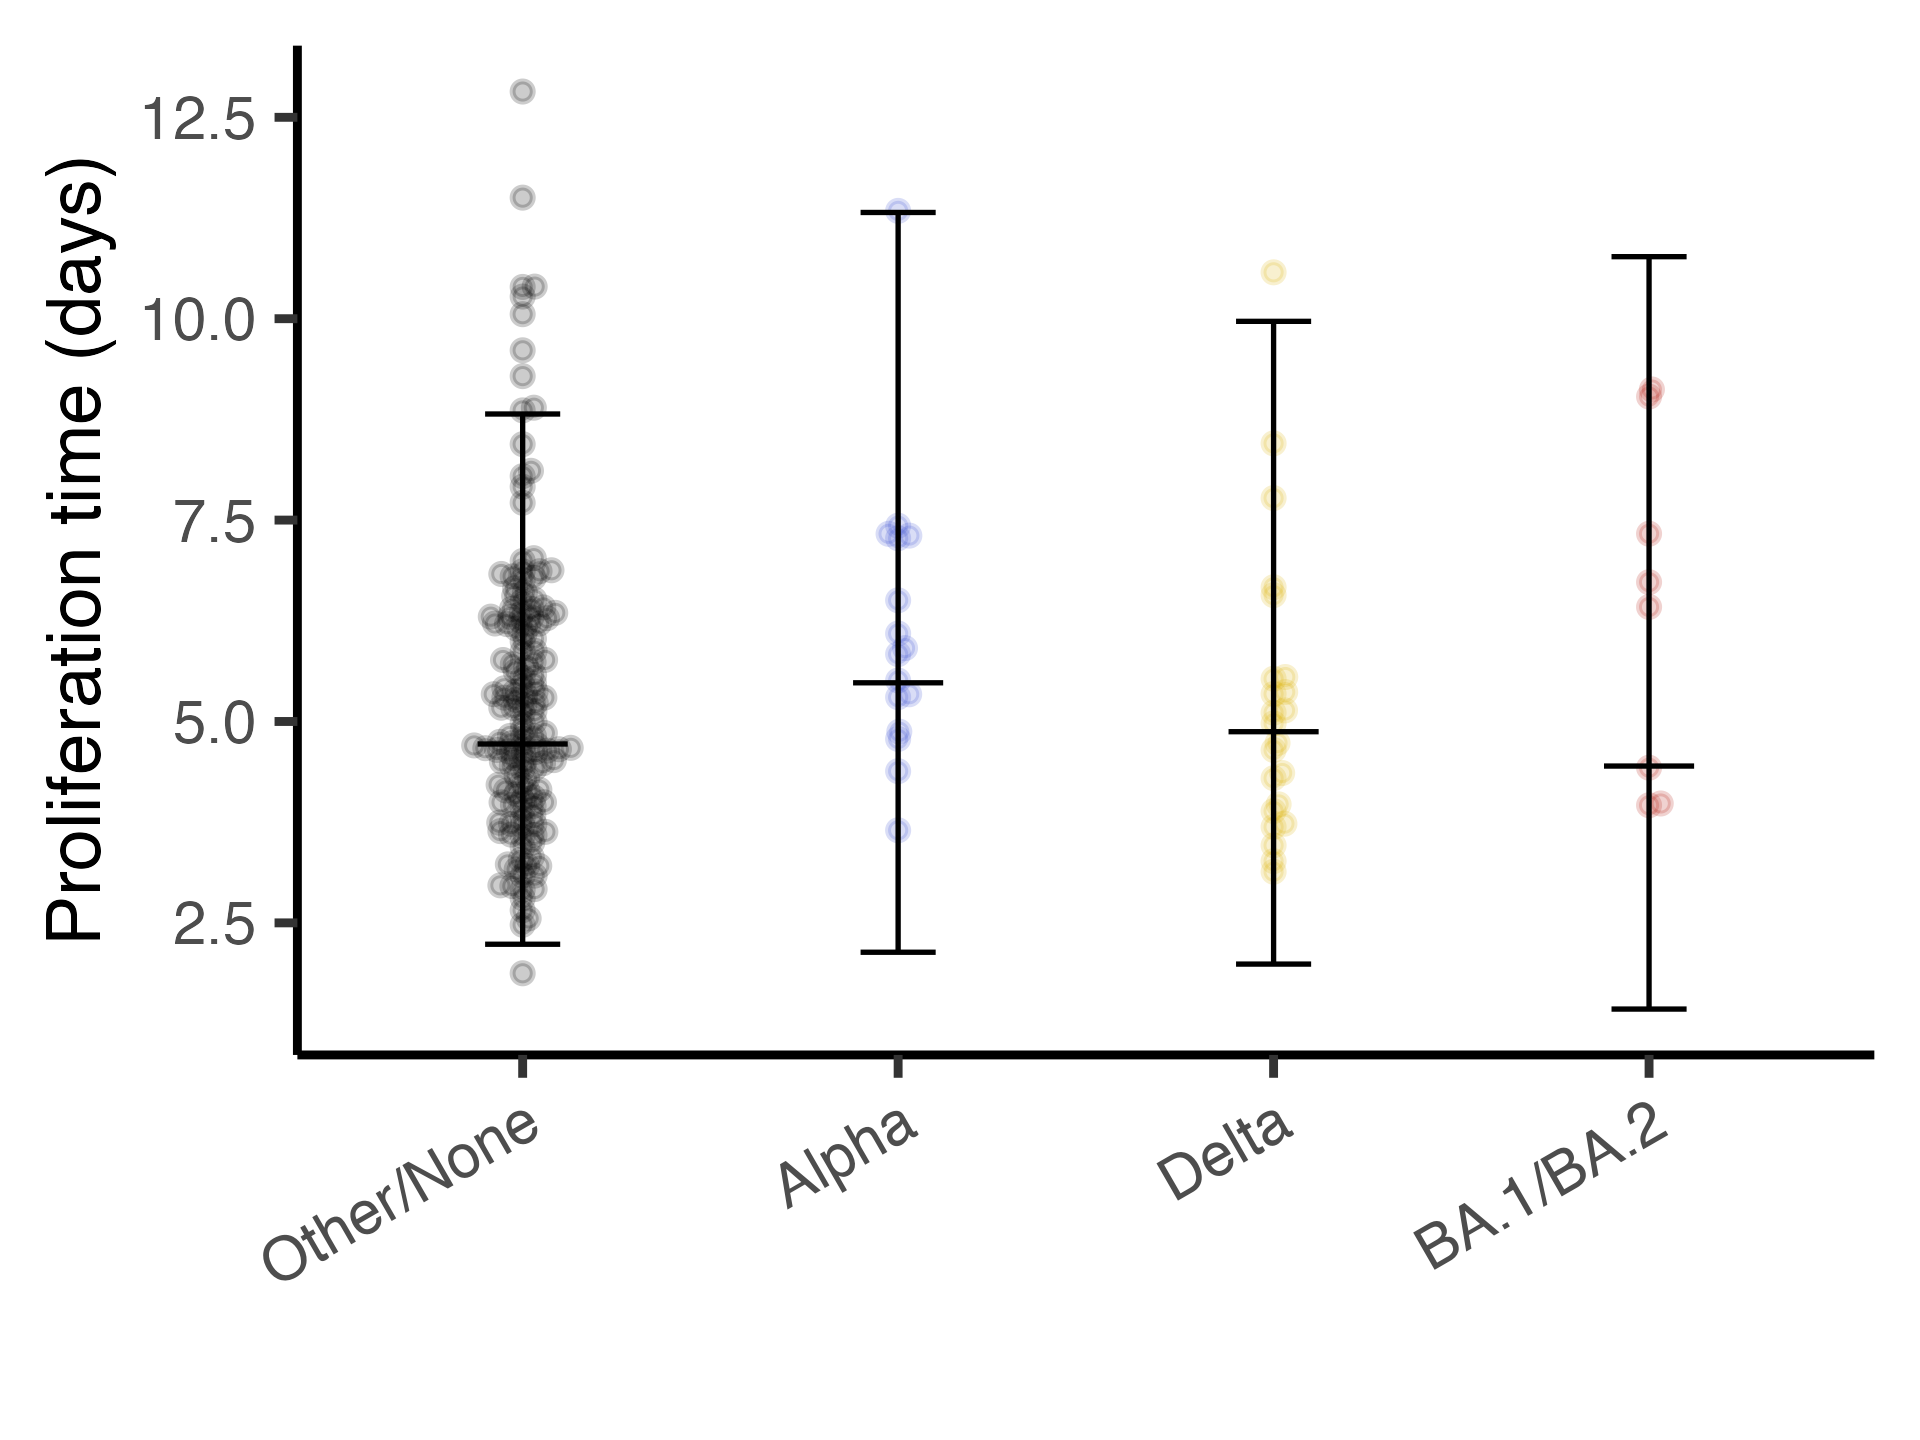 Proliferation time (days)
12.5
10.0
7.5
5.0
2.5
Other/None
Alpha
Delta
BA.1/BA.2